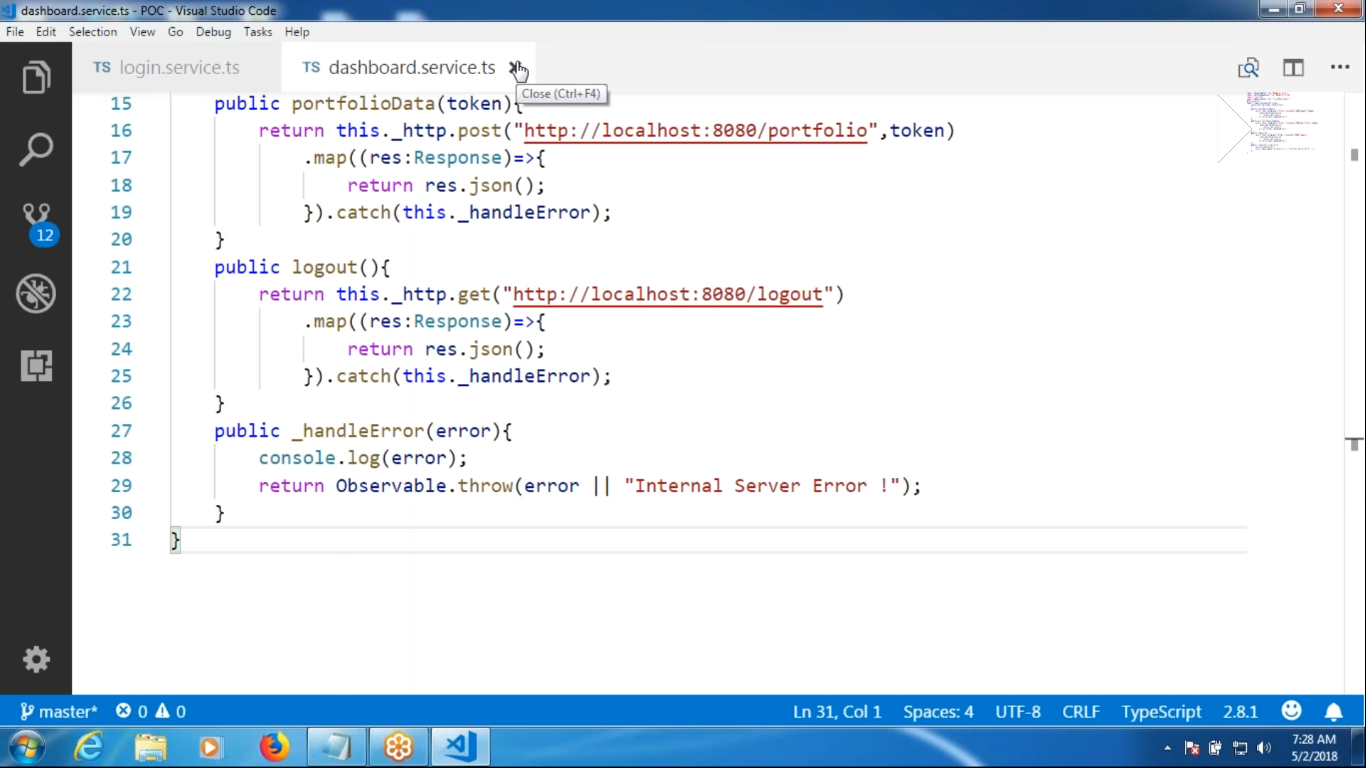 dashboard.service.ts - POC - Visual Studio Code
File Edit Selection View Go Debug Tasks Help
TS login.service.ts TS dashboard.service.ts
Close (Ctrl+F4)
15 public portfolioData(token){
16 return this._http.post("http://localhost:8080/portfolio",token)
17 .map((res:Response)=>{
18 return res.json();
19 }).catch(this._handleError);
20 }
21 public logout(){
22 return this._http.get("http://localhost:8080/logout")
23 .map((res:Response)=>{
24 return res.json();
25 }).catch(this._handleError);
26 }
27 public _handleError(error){
28 console.log(error);
29 return Observable.throw(error || "Internal Server Error !");
30 }
31 }
12
master* 0 0 Ln 31, Col 1 Spaces: 4 UTF-8 CRLF TypeScript 2.8.1
7:28 AM
5/2/2018